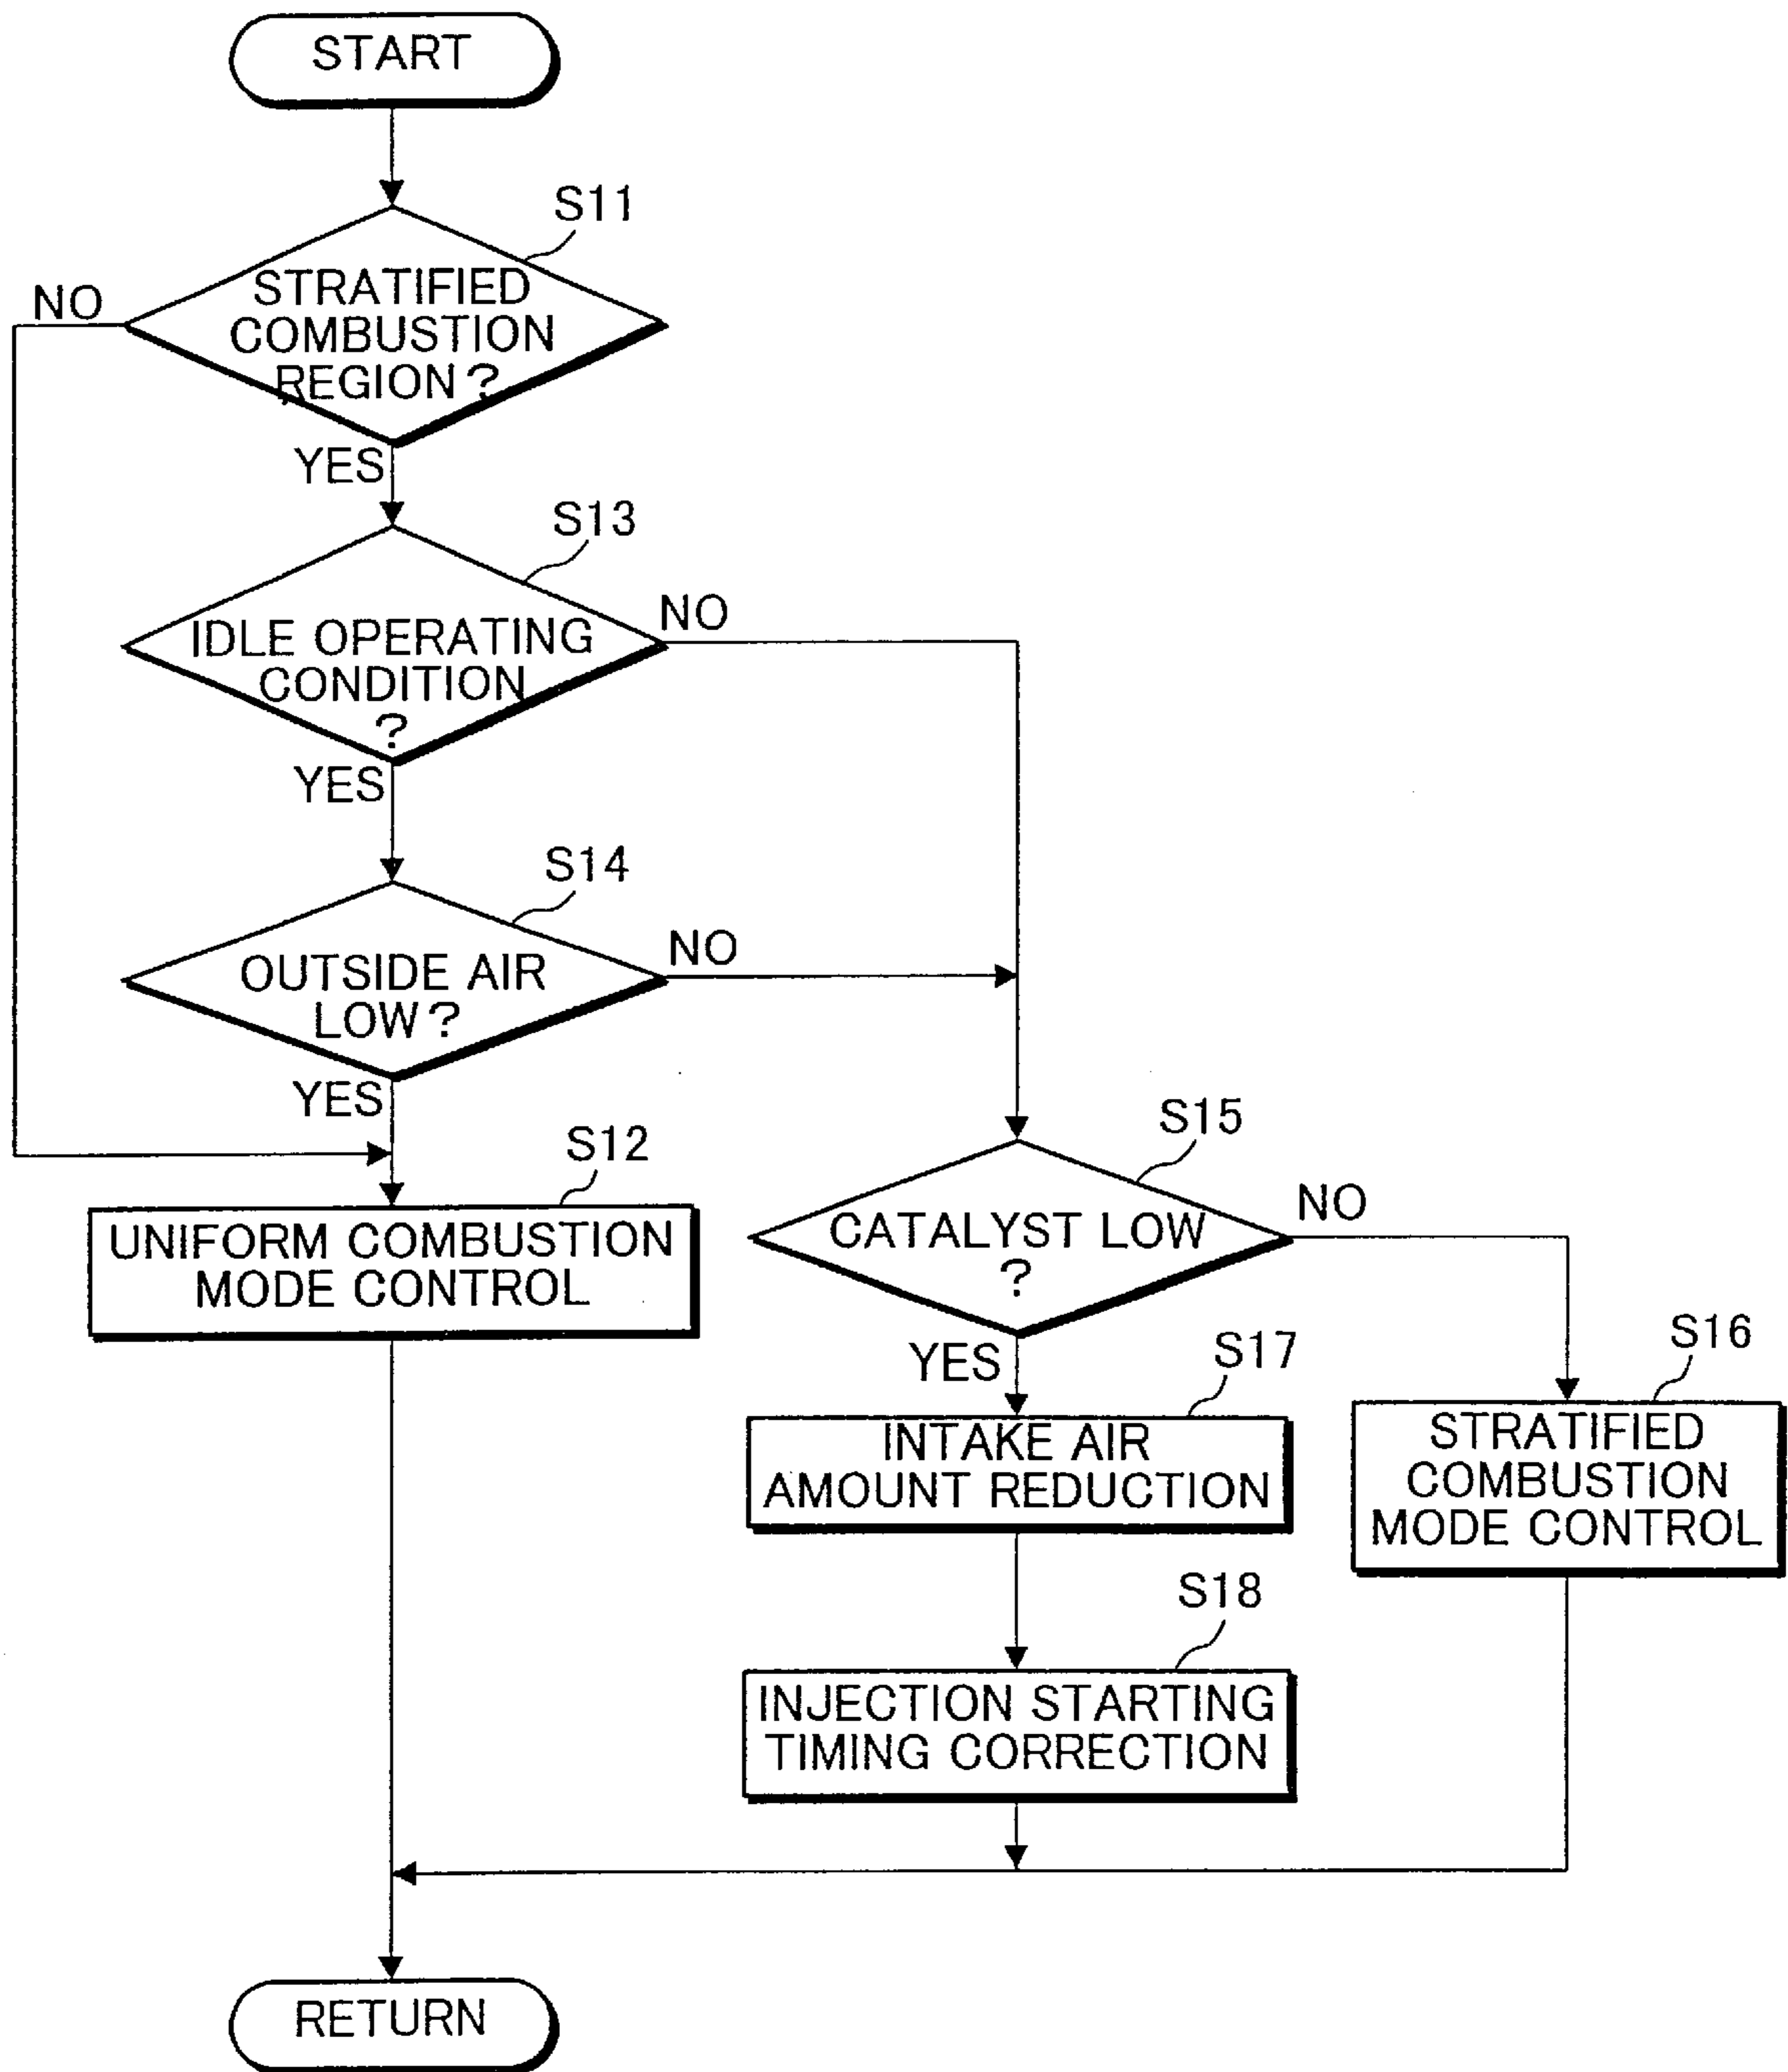 START
S11
STRATIFIED
COMBUSTION
REGION?
NO
YES
S13
IDLE OPERATING
CONDITION
?
NO
YES
S14
OUTSIDE AIR
LOW?
NO
YES
S12
UNIFORM COMBUSTION
MODE CONTROL
S15
CATALYST LOW
?
NO
YES
S17
INTAKE AIR
AMOUNT REDUCTION
S16
STRATIFIED
COMBUSTION
MODE CONTROL
S18
INJECTION STARTING
TIMING CORRECTION
RETURN